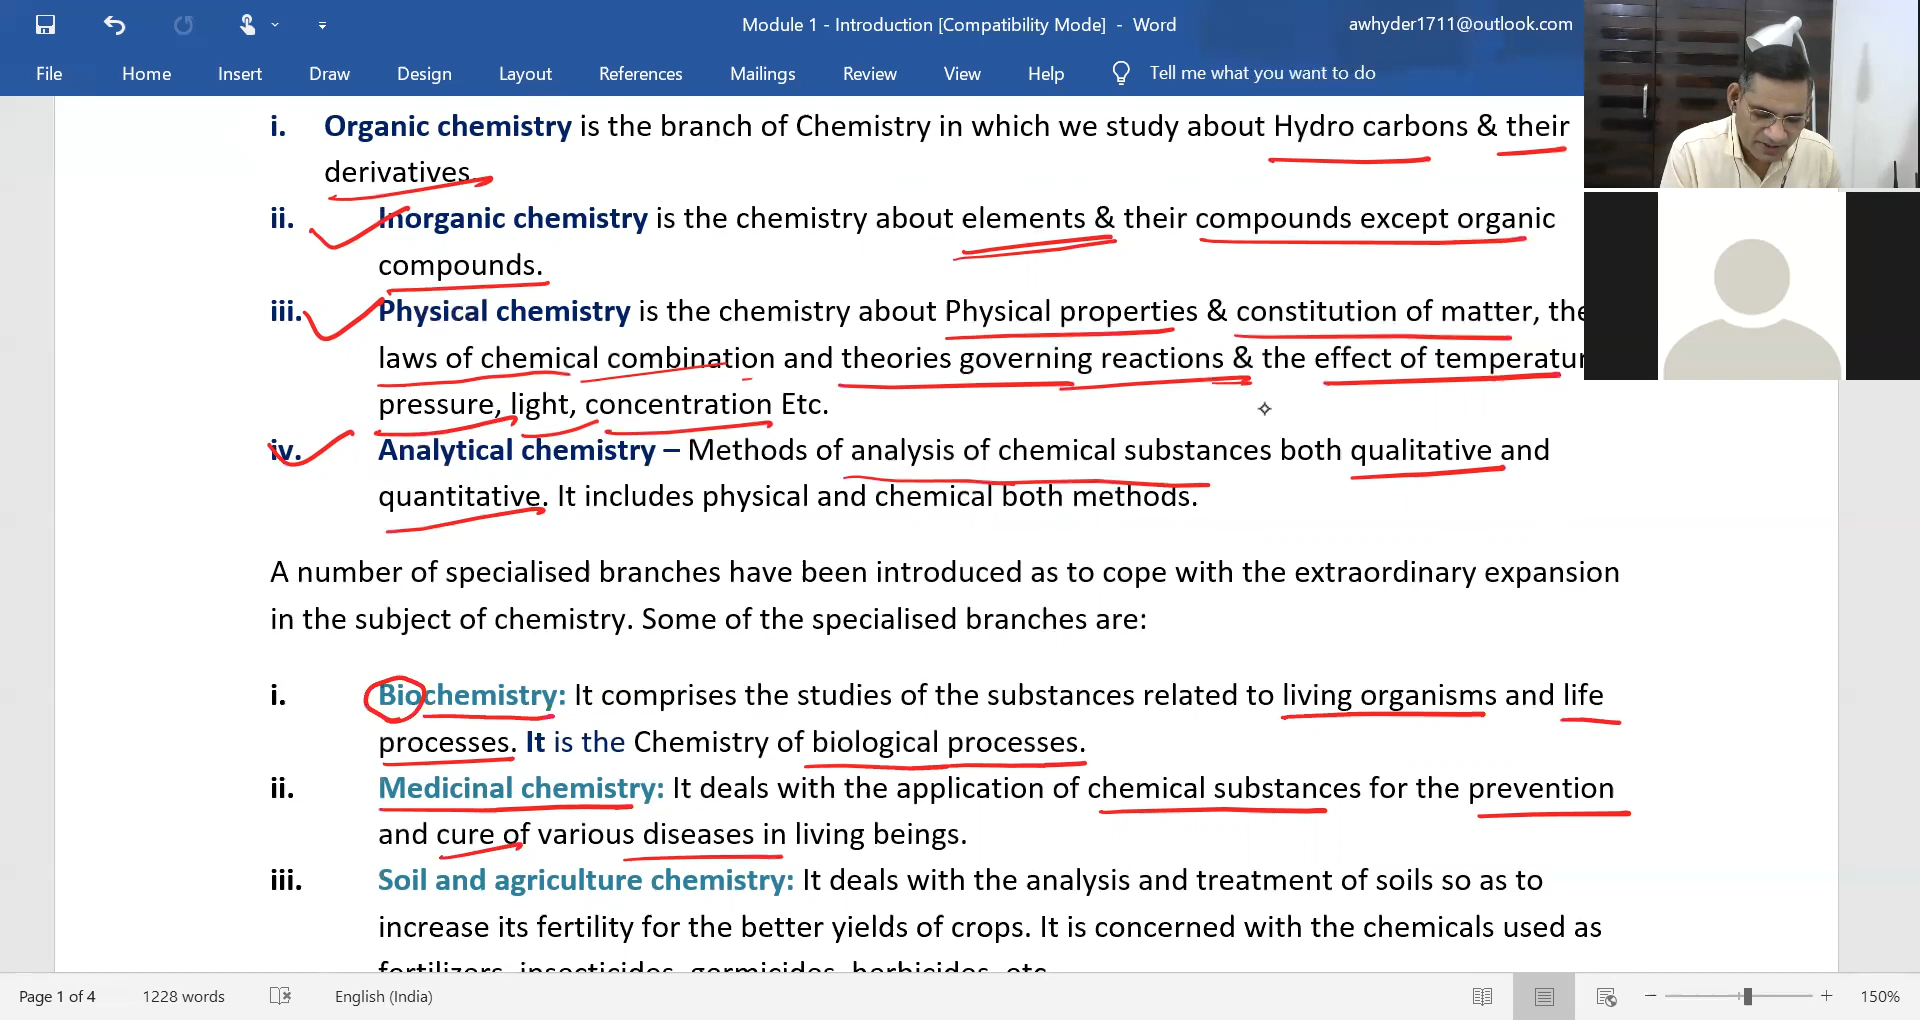 Module 1 - Introduction [Compatibility Mode] - Word
awhyder1711@outlook.com
File Home Insert Draw Design Layout References Mailings Review View Help Tell me what you want to do
i. Organic chemistry is the branch of Chemistry in which we study about Hydro carbons & their
derivatives.
ii. Inorganic chemistry is the chemistry about elements & their compounds except organic
compounds.
iii. Physical chemistry is the chemistry about Physical properties & constitution of matter, the
laws of chemical combination and theories governing reactions & the effect of temperatur
pressure, light, concentration Etc.
iv. Analytical chemistry – Methods of analysis of chemical substances both qualitative and
quantitative. It includes physical and chemical both methods.
A number of specialised branches have been introduced as to cope with the extraordinary expansion
in the subject of chemistry. Some of the specialised branches are:
i. Biochemistry: It comprises the studies of the substances related to living organisms and life
processes. It is the Chemistry of biological processes.
ii. Medicinal chemistry: It deals with the application of chemical substances for the prevention
and cure of various diseases in living beings.
iii. Soil and agriculture chemistry: It deals with the analysis and treatment of soils so as to
increase its fertility for the better yields of crops. It is concerned with the chemicals used as
fertilizers, insecticides, germicides, herbicides, etc.
Page 1 of 4 1228 words English (India) 150%